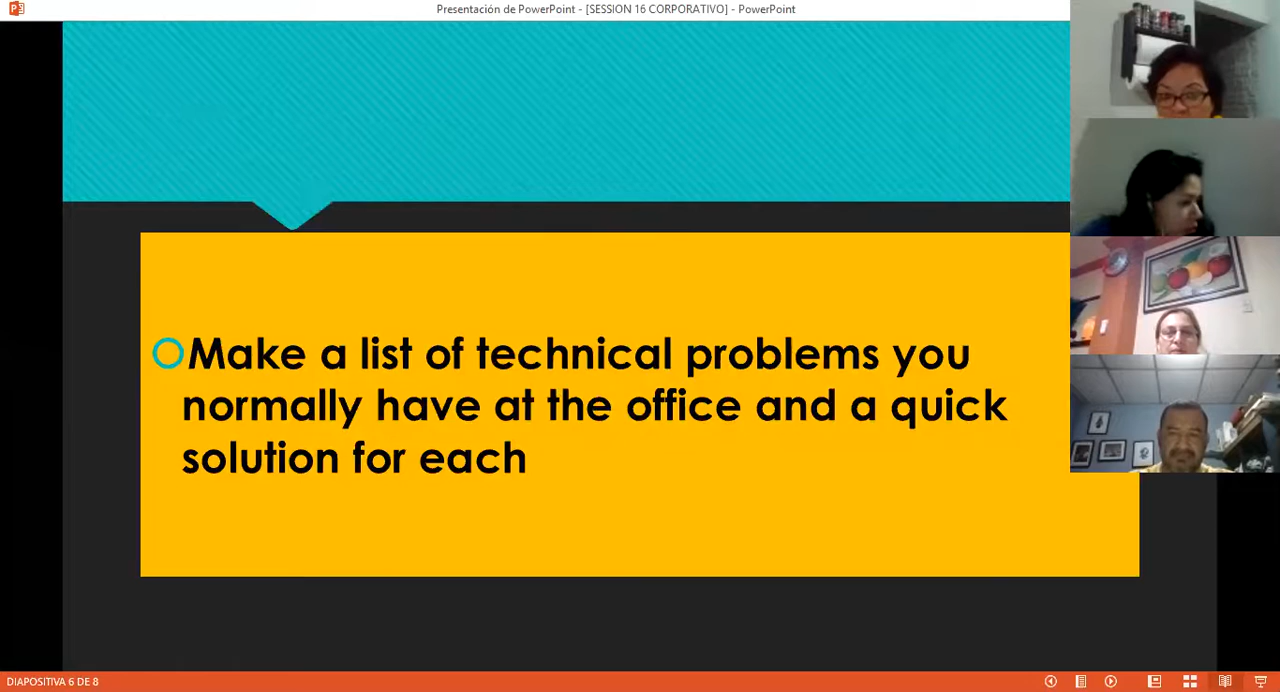 Presentación de PowerPoint - [SESSION 16 CORPORATIVO] - PowerPoint
Make a list of technical problems you
normally have at the office and a quick
solution for each
DIAPOSITIVA 6 DE 8